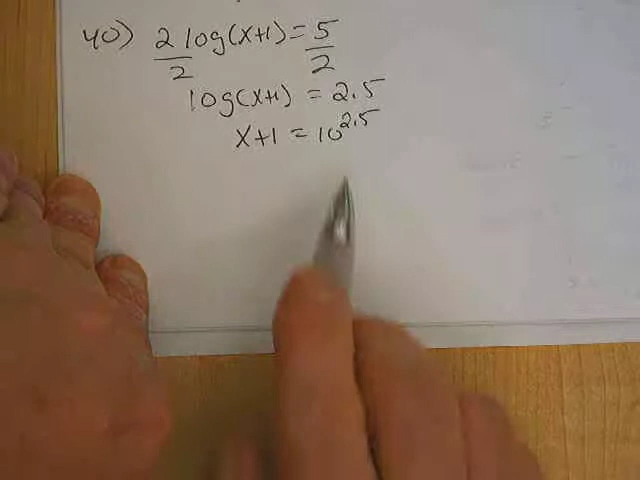 40) 2 log(x+1) = 5
2 2
log(x+1) = 2.5
x+1 = 10^2.5